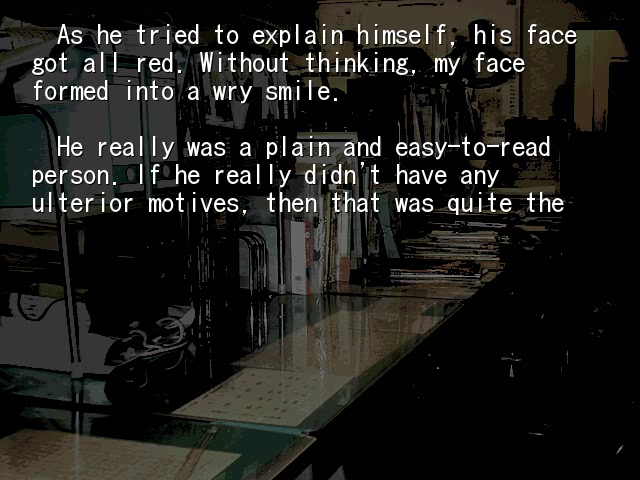 As he tried to explain himself, his face
got all red. Without thinking, my face
formed into a wry smile.
He really was a plain and easy-to-read
person. If he really didn't have any
ulterior motives, then that was quite the